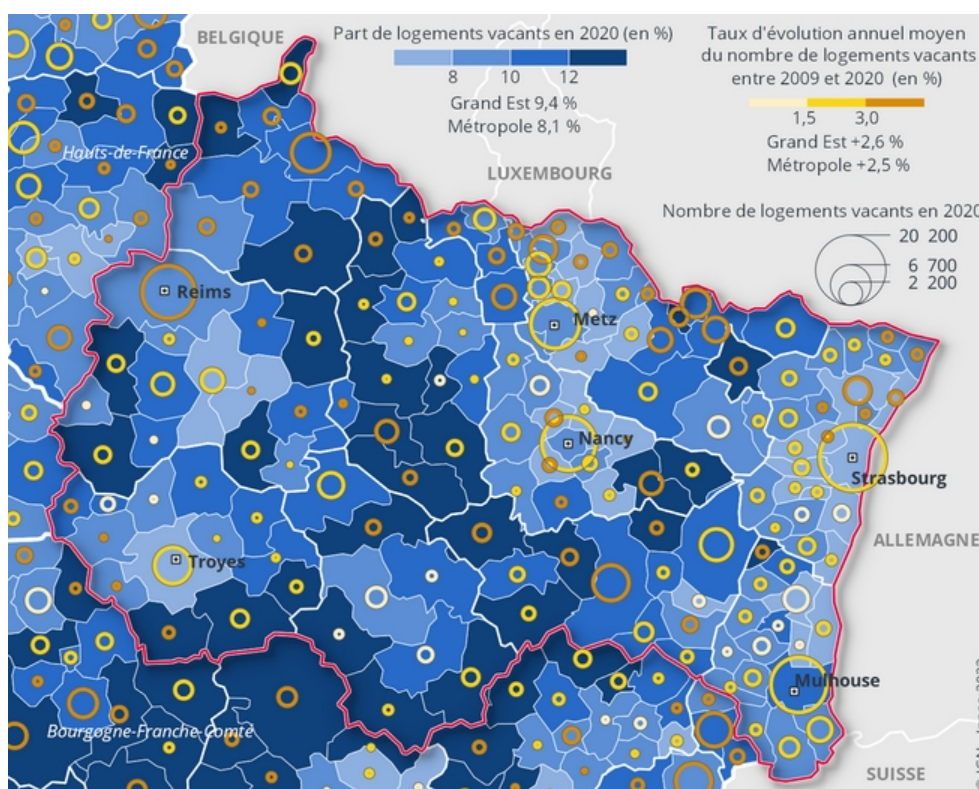 BELGIQUE
Part de logements vacants en 2020 (en %)
8 10 12
Grand Est 9,4 %
Métropole 8,1 %
Taux d'évolution annuel moyen
du nombre de logements vacants
entre 2009 et 2020 (en %)
1,5 3,0
Grand Est +2,6 %
Métropole +2,5 %
Hauts-de-France
LUXEMBOURG
Nombre de logements vacants en 2020
20 200
6 700
2 200
Reims
Metz
Nancy
Strasbourg
ALLEMAGNE
Troyes
Mulhouse
Bourgogne-Franche-Comté
SUISSE